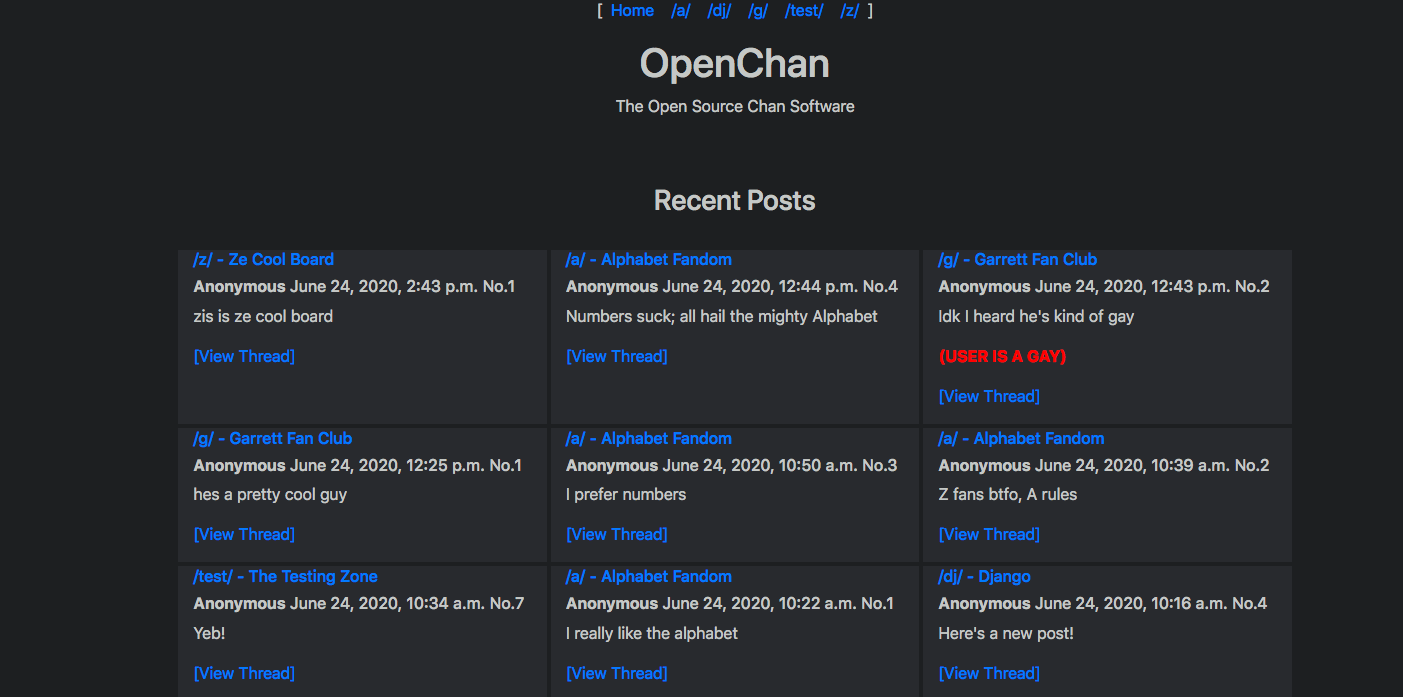 [ Home /a/ /dj/ /g/ /test/ /z/ ]
OpenChan
The Open Source Chan Software
Recent Posts
/z/ - Ze Cool Board
Anonymous June 24, 2020, 2:43 p.m. No.1
zis is ze cool board
[View Thread]
/a/ - Alphabet Fandom
Anonymous June 24, 2020, 12:44 p.m. No.4
Numbers suck; all hail the mighty Alphabet
[View Thread]
/g/ - Garrett Fan Club
Anonymous June 24, 2020, 12:43 p.m. No.2
Idk I heard he's kind of gay
(USER IS A GAY)
[View Thread]
/g/ - Garrett Fan Club
Anonymous June 24, 2020, 12:25 p.m. No.1
hes a pretty cool guy
[View Thread]
/a/ - Alphabet Fandom
Anonymous June 24, 2020, 10:50 a.m. No.3
I prefer numbers
[View Thread]
/a/ - Alphabet Fandom
Anonymous June 24, 2020, 10:39 a.m. No.2
Z fans btfo, A rules
[View Thread]
/test/ - The Testing Zone
Anonymous June 24, 2020, 10:34 a.m. No.7
Yeb!
[View Thread]
/a/ - Alphabet Fandom
Anonymous June 24, 2020, 10:22 a.m. No.1
I really like the alphabet
[View Thread]
/dj/ - Django
Anonymous June 24, 2020, 10:16 a.m. No.4
Here's a new post!
[View Thread]